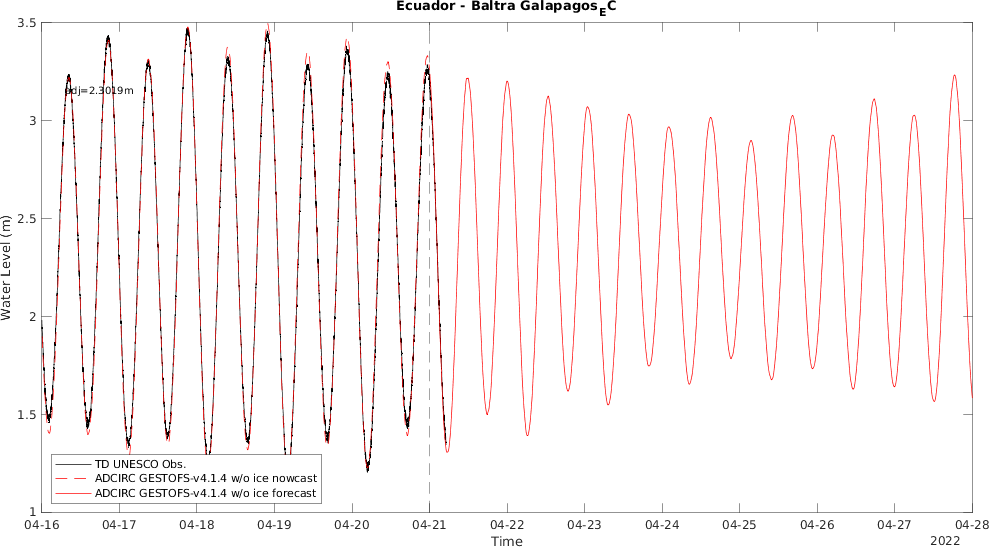 Ecuador - Baltra Galapagos_EC
3.5
3
2.5
2
1.5
1
Water Level (m)
adj=2.3019m
TD UNESCO Obs.
ADCIRC GESTOFS-v4.1.4 w/o ice nowcast
ADCIRC GESTOFS-v4.1.4 w/o ice forecast
04-16 04-17 04-18 04-19 04-20 04-21 04-22 04-23 04-24 04-25 04-26 04-27 04-28
Time
2022